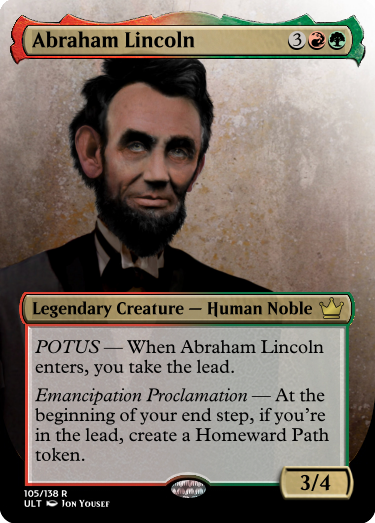 Abraham Lincoln 3
Legendary Creature — Human Noble
POTUS — When Abraham Lincoln
enters, you take the lead.
Emancipation Proclamation — At the
beginning of your end step, if you're
in the lead, create a Homeward Path
token.
3/4
105/138 R
ULT Jon Yousef